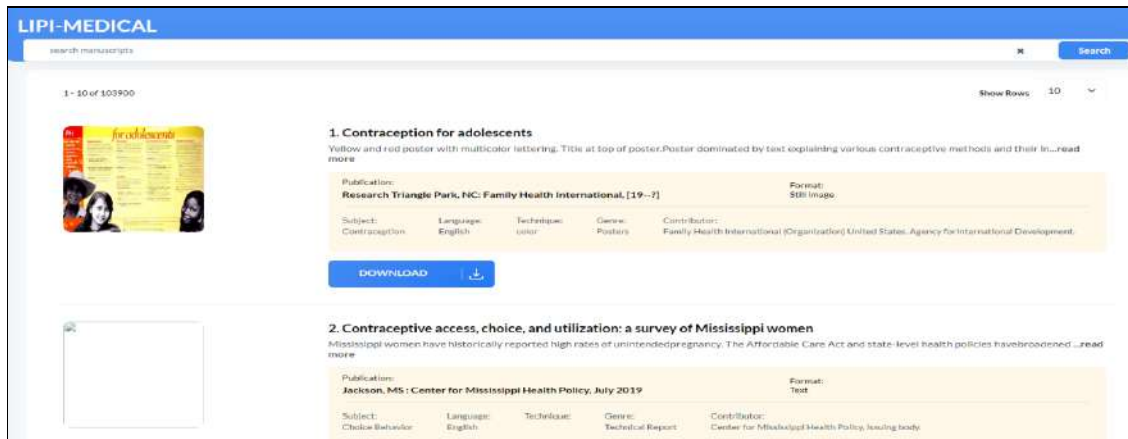 LIPI-MEDICAL
search manuscripts
Search
1 - 10 of 103900
Show Rows 10
for adolescents
1. Contraception for adolescents
Yellow and red poster with multicolor lettering. Title at top of poster.Poster dominated by text explaining various contraceptive methods and their in...read
more
Publication: Format:
Research Triangle Park, NC: Family Health International, [19--?] Still image
Subject: Language: Technique: Genre: Contributor:
Contraception English color Posters Family Health International (Organization) United States. Agency for International Development.
DOWNLOAD
2. Contraceptive access, choice, and utilization: a survey of Mississippi women
Mississippi women have historically reported high rates of unintendedpregnancy. The Affordable Care Act and state-level health policies havebroadened ...read
more
Publication: Format:
Jackson, MS : Center for Mississippi Health Policy, July 2019 Text
Subject: Language: Technique: Genre: Contributor:
Choice Behavior English Technical Report Center for Mississippi Health Policy, issuing body.